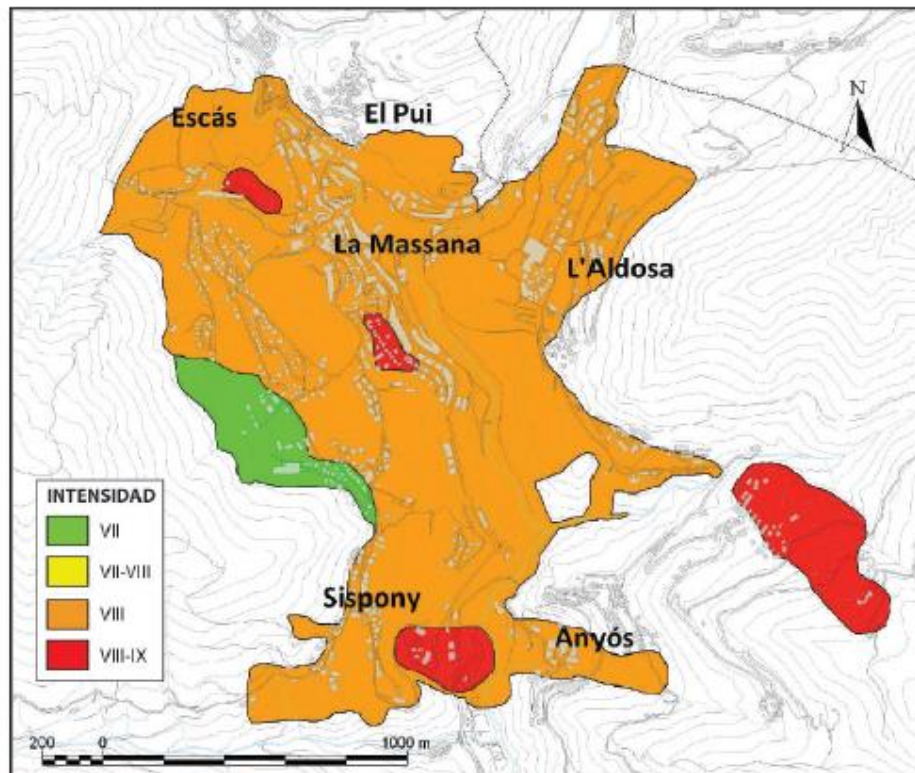 N
Escás
El Pui
La Massana
L'Aldosa
INTENSIDAD
VII
VII-VIII
VIII
VIII-IX
Sispony
Anyós
200 0 1000 m